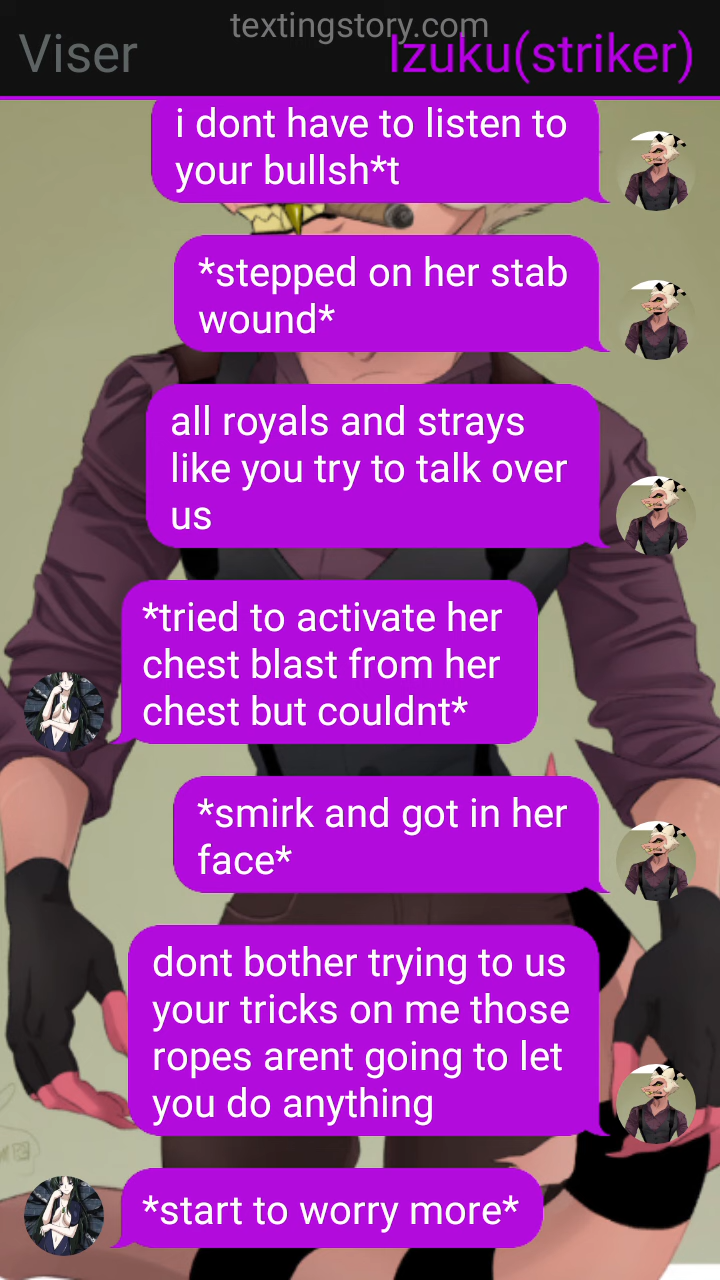 textingstory.com
Viser
Izuku(striker)
i dont have to listen to
your bullsh*t
*stepped on her stab
wound*
all royals and strays
like you try to talk over
us
*tried to activate her
chest blast from her
chest but couldnt*
*smirk and got in her
face*
dont bother trying to us
your tricks on me those
ropes arent going to let
you do anything
*start to worry more*